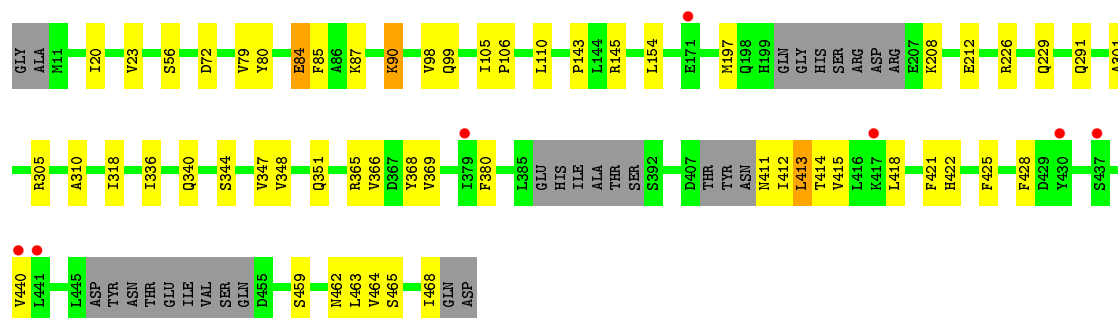 GLY ALA M11 I20 V23 S56 D72 V79 Y80 E84 F85 A86 K87 K90 V98 Q99 I105 P106 L110 P143 L144 R145 L154 E171 M197 Q198 H199 GLN GLY HIS SER ARG ASP ARG E207 K208 E212 R226 Q229 Q291 A301
R305 A310 I318 I336 Q340 S344 V347 V348 Q351 R365 V366 D367 Y368 V369 I379 F380 L385 GLU HIS ILE ALA THR SER S392 D407 THR TYR ASN N411 I412 L413 T414 V415 L416 K417 L418 F421 H422 F425 F428 D429 Y430 S437
V440 L441 L445 ASP TYR ASN THR GLU ILE VAL SER GLN D455 S459 N462 L463 V464 S465 I468 GLN ASP